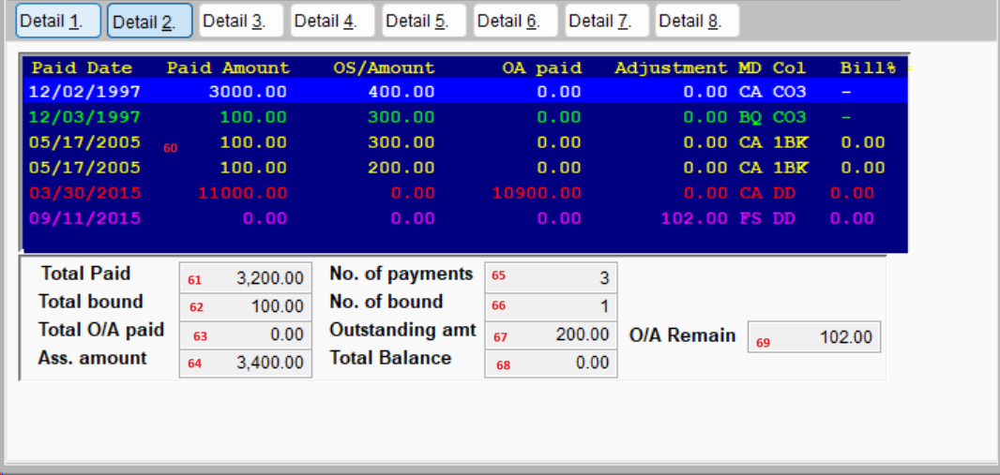 Detail 1. Detail 2. Detail 3. Detail 4. Detail 5. Detail 6. Detail 7. Detail 8.
Paid Date Paid Amount OS/Amount OA paid Adjustment MD Col Bill%
12/02/1997 3000.00 400.00 0.00 0.00 CA CO3 -
12/03/1997 100.00 300.00 0.00 0.00 BQ CO3 -
05/17/2005 60 100.00 300.00 0.00 0.00 CA 1BK 0.00
05/17/2005 100.00 200.00 0.00 0.00 CA 1BK 0.00
03/30/2015 11000.00 0.00 10900.00 0.00 CA DD 0.00
09/11/2015 0.00 0.00 0.00 102.00 FS DD 0.00
Total Paid 61 3,200.00 No. of payments 65 3
Total bound 62 100.00 No. of bound 66 1
Total O/A paid 63 0.00 Outstanding amt 67 200.00 O/A Remain 69 102.00
Ass. amount 64 3,400.00 Total Balance 68 0.00